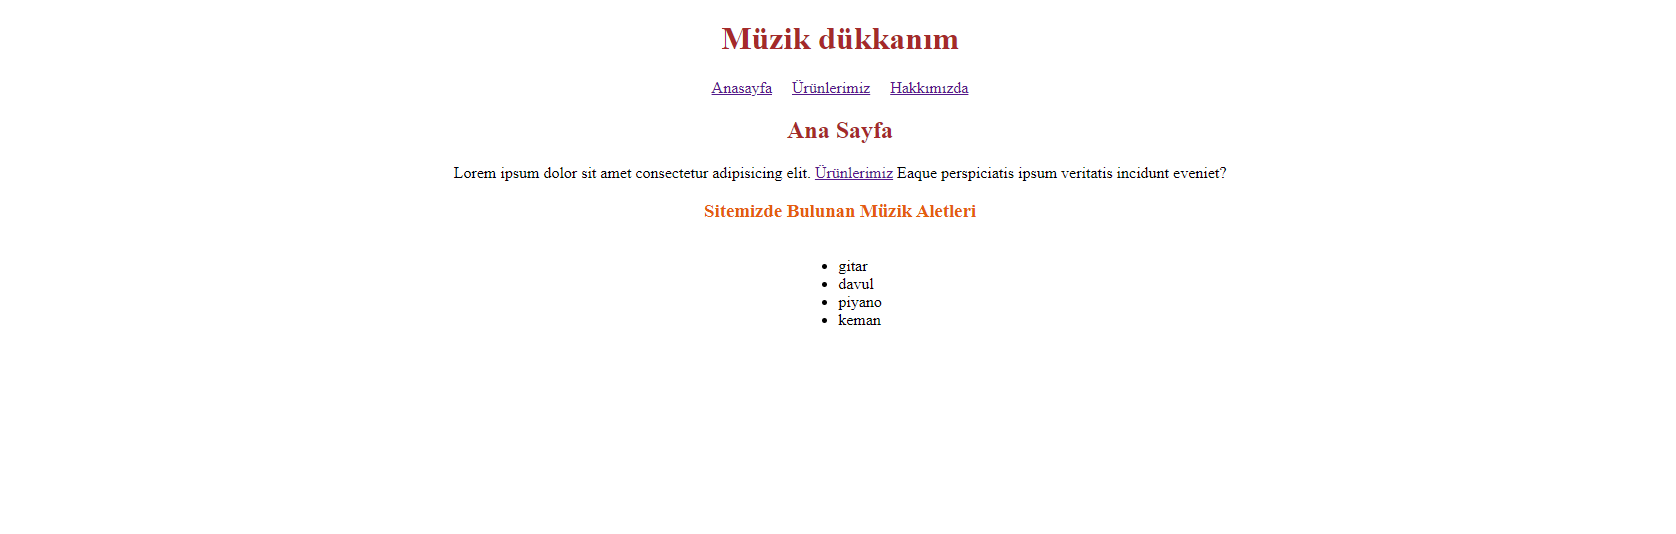 Müzik dükkanım
Anasayfa Ürünlerimiz Hakkımızda
Ana Sayfa
Lorem ipsum dolor sit amet consectetur adipisicing elit. Ürünlerimiz Eaque perspiciatis ipsum veritatis incidunt eveniet?
Sitemizde Bulunan Müzik Aletleri
• gitar
• davul
• piyano
• keman